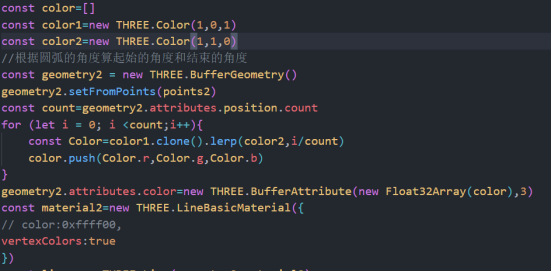 const color=[]
const color1=new THREE.Color(1,0,1)
const color2=new THREE.Color(1,1,0)
//根据圆弧的角度算起始的角度和结束的角度
const geometry2 = new THREE.BufferGeometry()
geometry2.setFromPoints(points2)
const count=geometry2.attributes.position.count
for (let i = 0; i <count;i++){
    const Color=color1.clone().lerp(color2,i/count)
    color.push(Color.r,Color.g,Color.b)
}
geometry2.attributes.color=new THREE.BufferAttribute(new Float32Array(color),3)
const material2=new THREE.LineBasicMaterial({
// color:0xffff00,
vertexColors:true
})